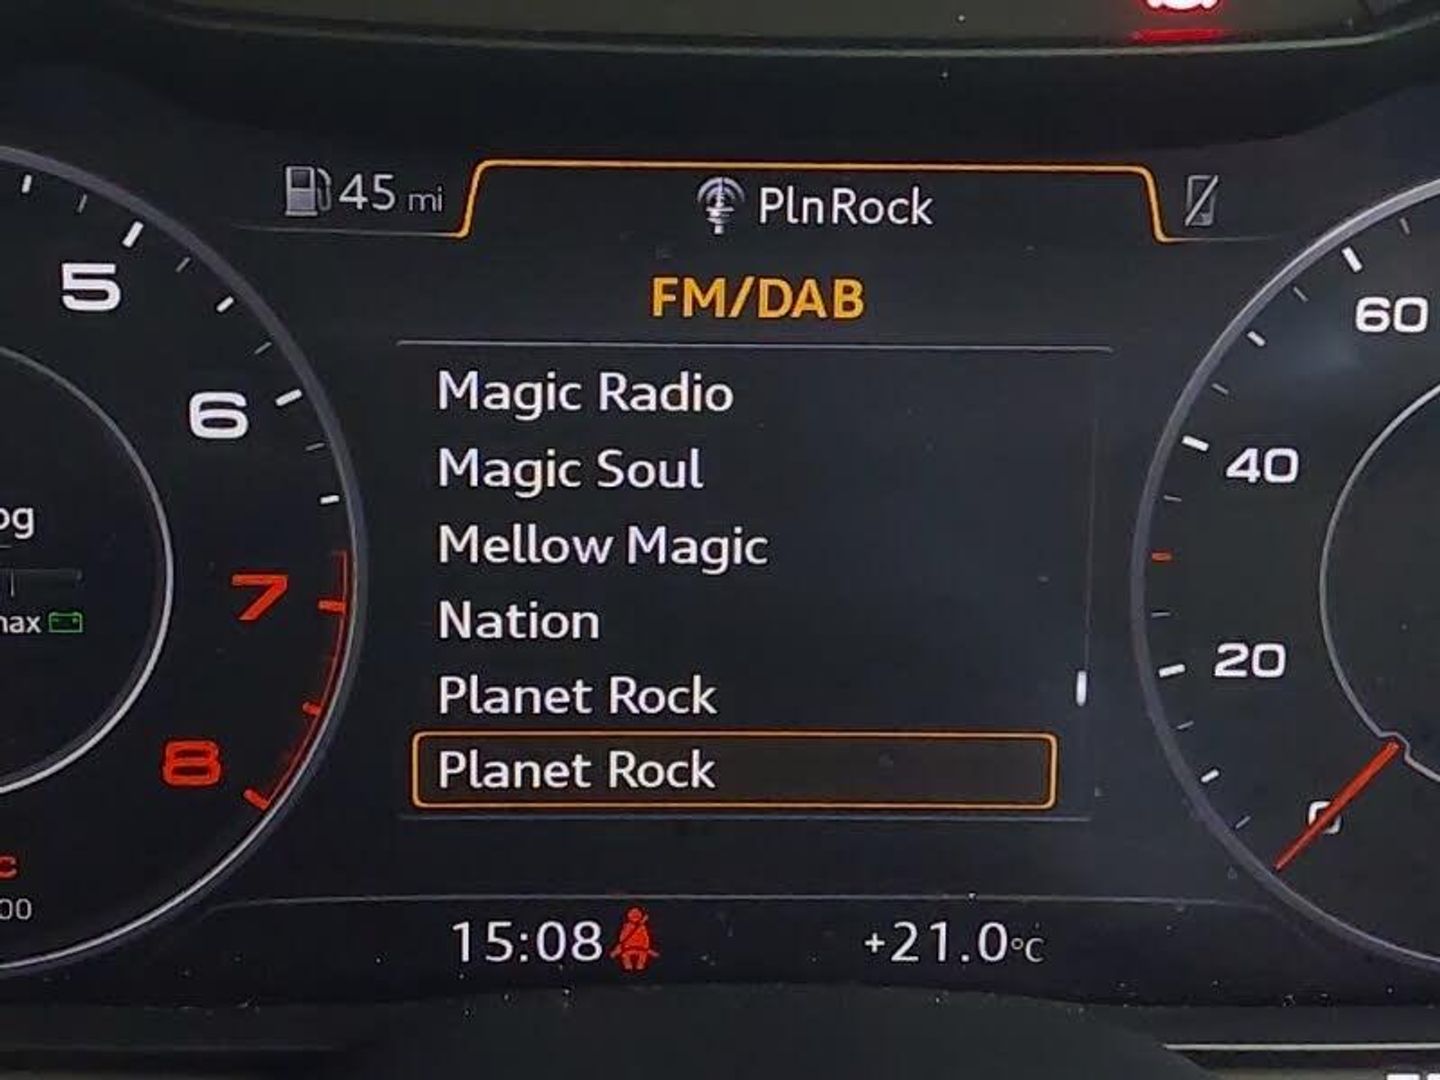 45 mi
PlnRock
FM/DAB
Magic Radio
Magic Soul
Mellow Magic
Nation
Planet Rock
Planet Rock
15:08
+21.0°C
5
6
7
8
60
40
20
0